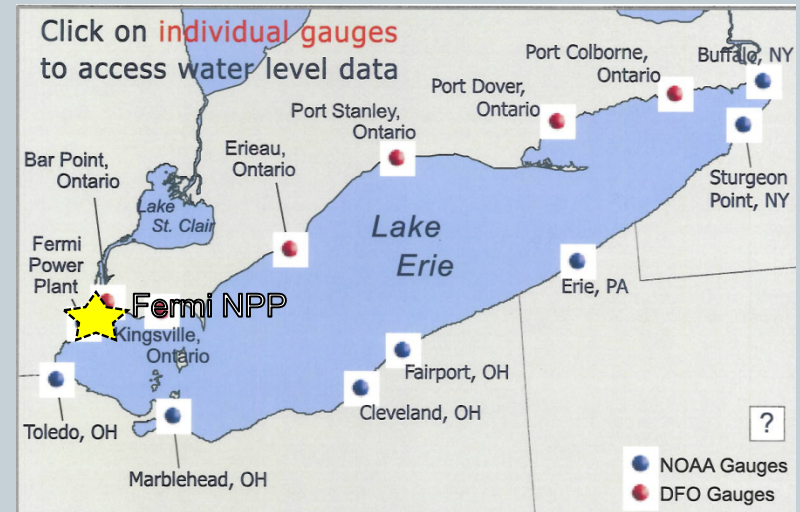 Click on individual gauges
to access water level data
Port Colborne,
Ontario
Buffalo, NY
Port Dover,
Ontario
Port Stanley,
Ontario
Erieau,
Ontario
Bar Point,
Ontario
Sturgeon
Point, NY
Lake
St. Clair
Lake
Erie
Fermi
Power
Plant
Fermi NPP
Erie, PA
Kingsville,
Ontario
Fairport, OH
Cleveland, OH
Toledo, OH
Marblehead, OH
?
NOAA Gauges
DFO Gauges